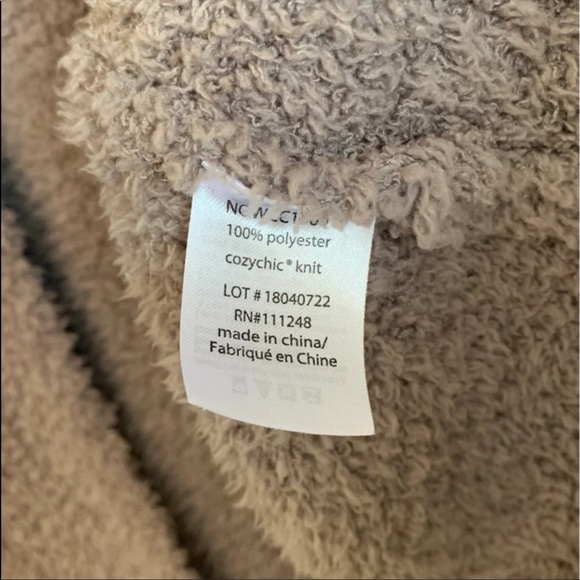 100% polyester
cozychic® knit
LOT # 18040722
RN#111248
made in china/
Fabriqué en Chine